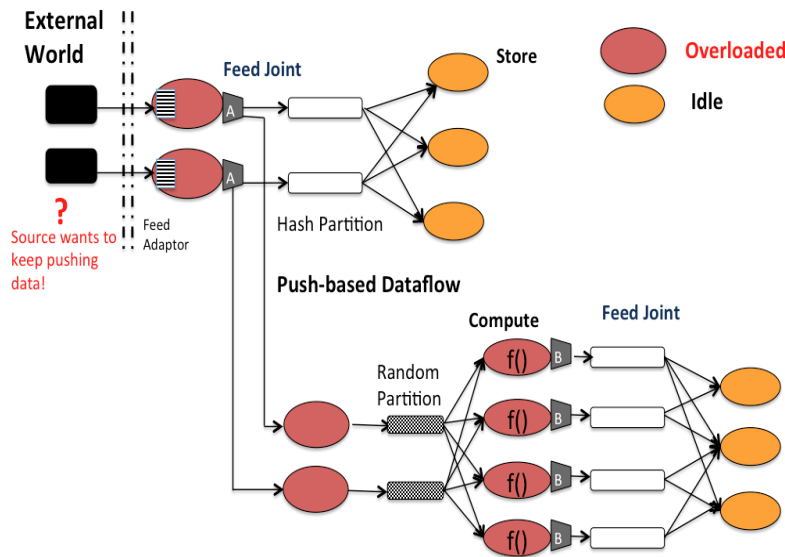 External
World
Feed Joint
Store
Overloaded
Idle
A
A
?
Source wants to
keep pushing
data!
Feed
Adaptor
Hash Partition
Push-based Dataflow
Compute
Feed Joint
Random
Partition
f()
B
f()
B
f()
B
f()
B